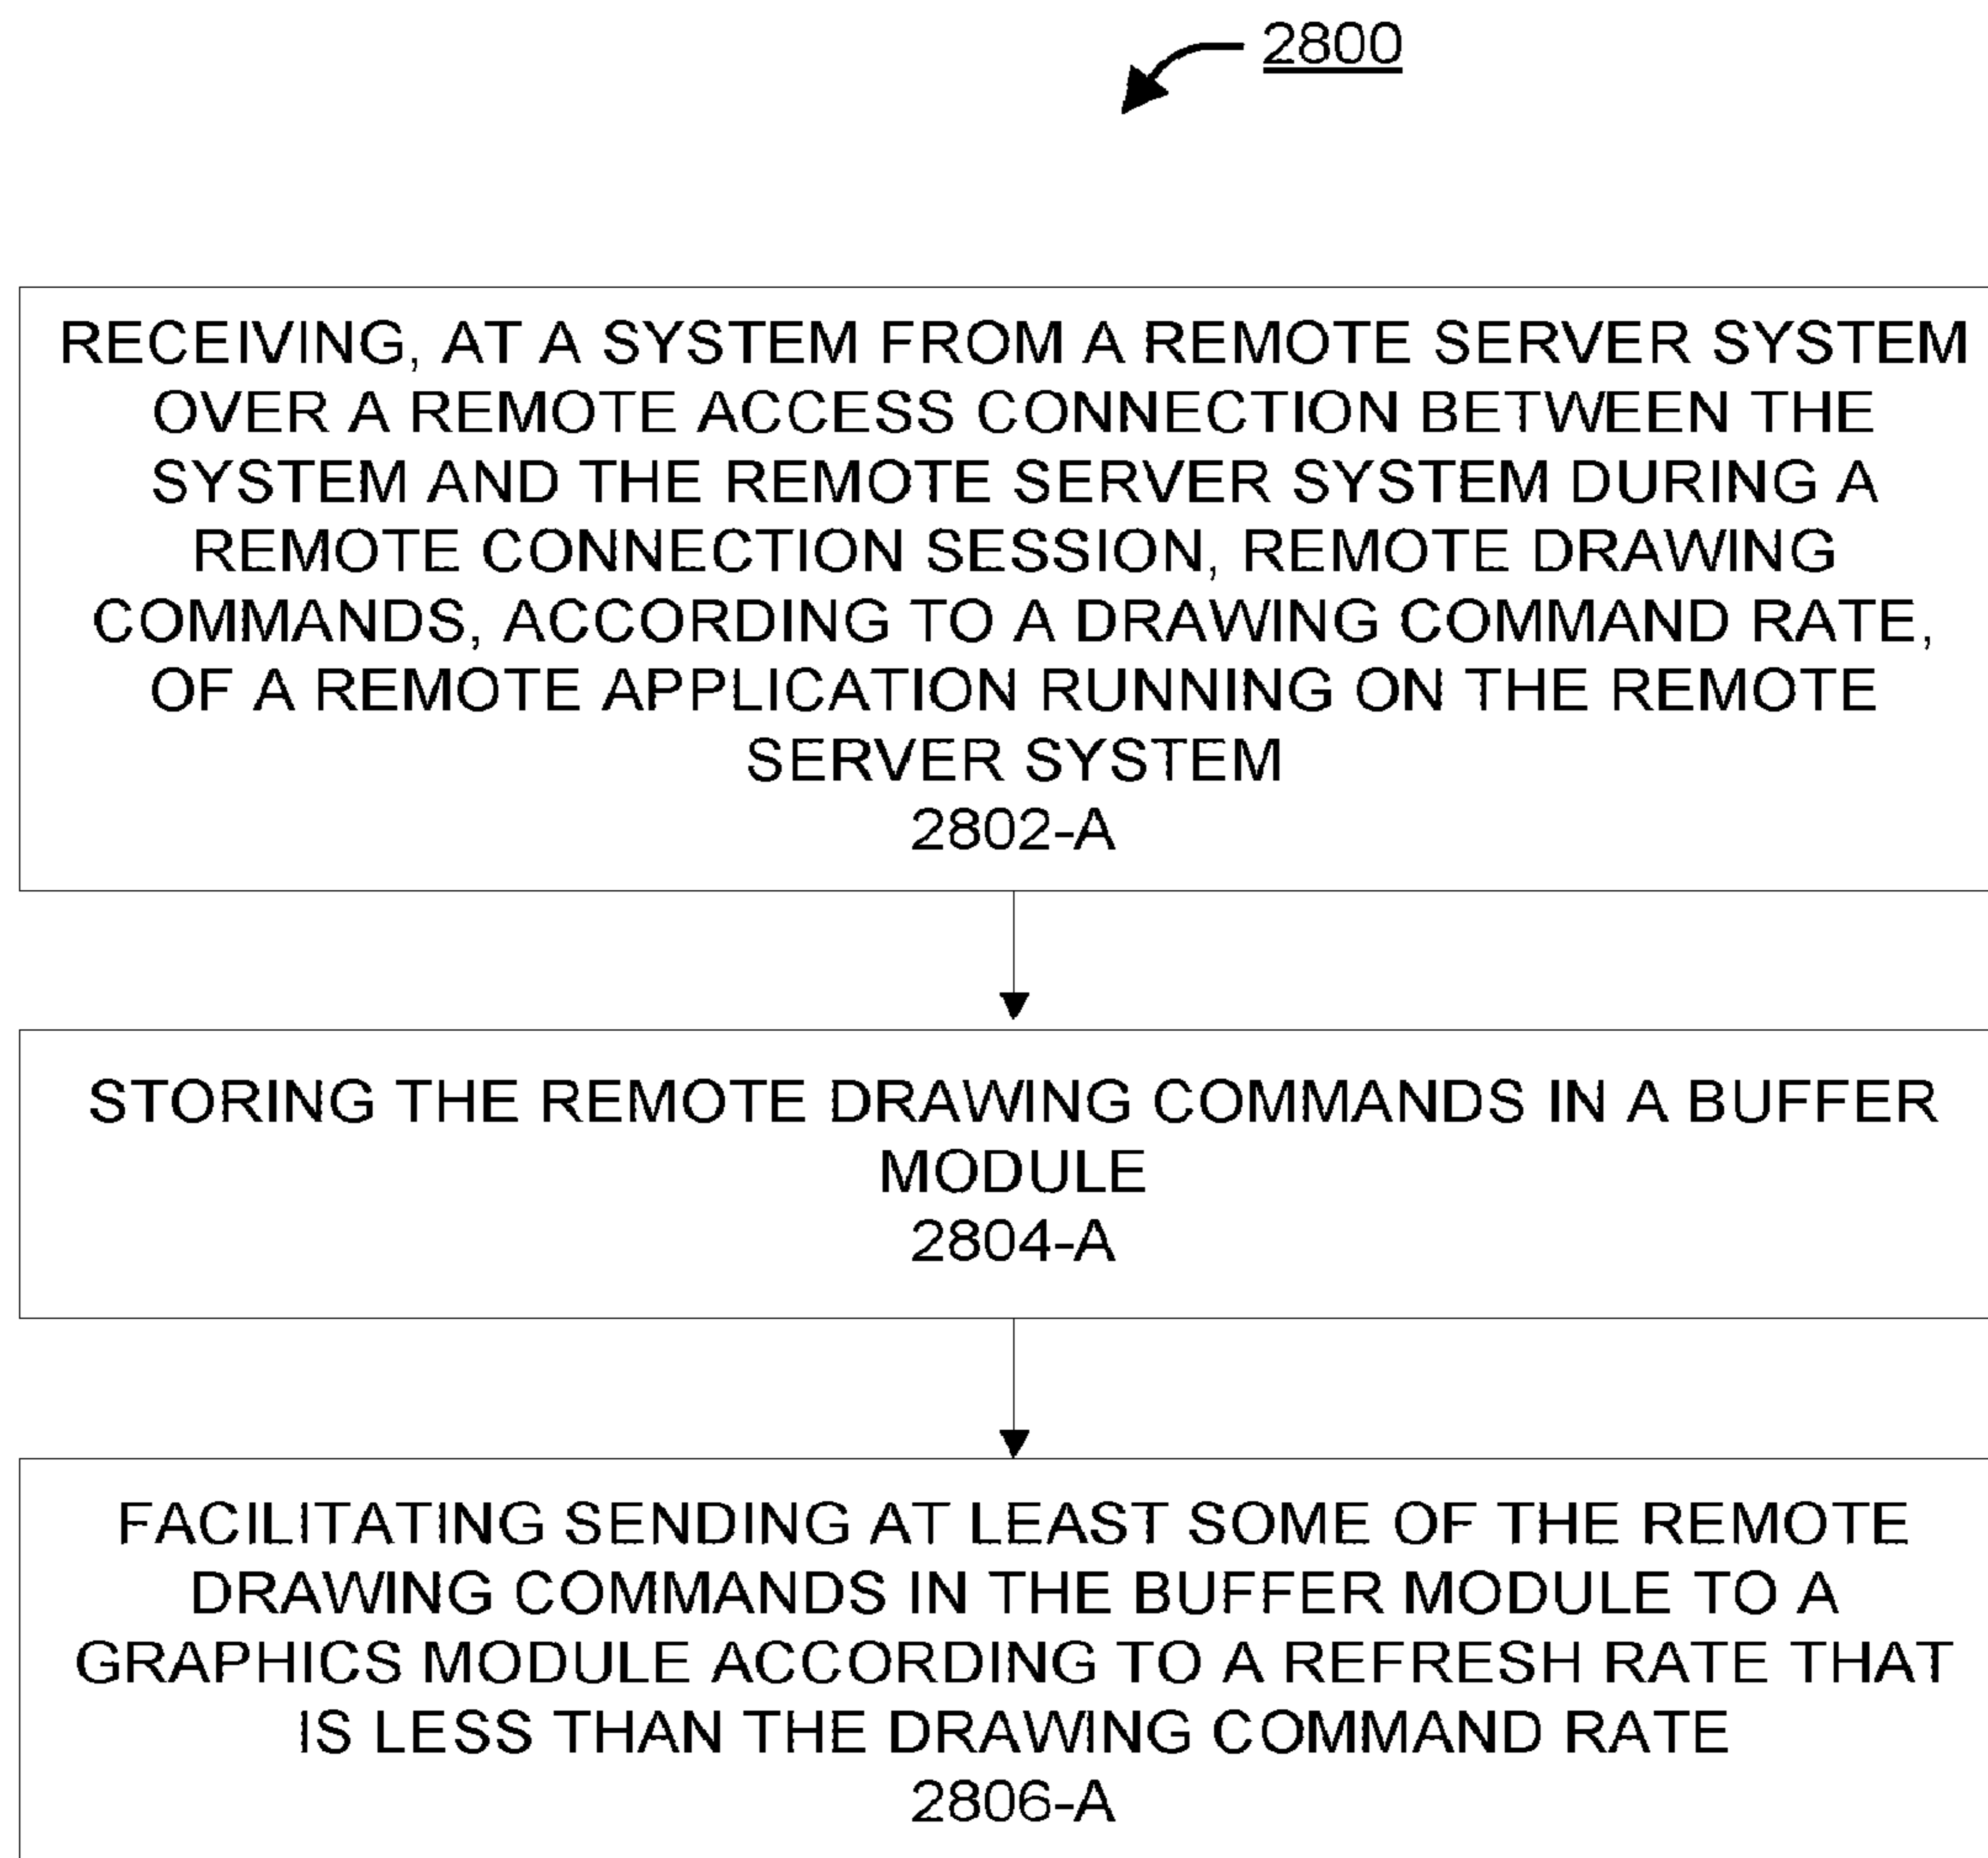 2800
RECEIVING, AT A SYSTEM FROM A REMOTE SERVER SYSTEM
OVER A REMOTE ACCESS CONNECTION BETWEEN THE
SYSTEM AND THE REMOTE SERVER SYSTEM DURING A
REMOTE CONNECTION SESSION, REMOTE DRAWING
COMMANDS, ACCORDING TO A DRAWING COMMAND RATE,
OF A REMOTE APPLICATION RUNNING ON THE REMOTE
SERVER SYSTEM
2802-A
STORING THE REMOTE DRAWING COMMANDS IN A BUFFER
MODULE
2804-A
FACILITATING SENDING AT LEAST SOME OF THE REMOTE
DRAWING COMMANDS IN THE BUFFER MODULE TO A
GRAPHICS MODULE ACCORDING TO A REFRESH RATE THAT
IS LESS THAN THE DRAWING COMMAND RATE
2806-A